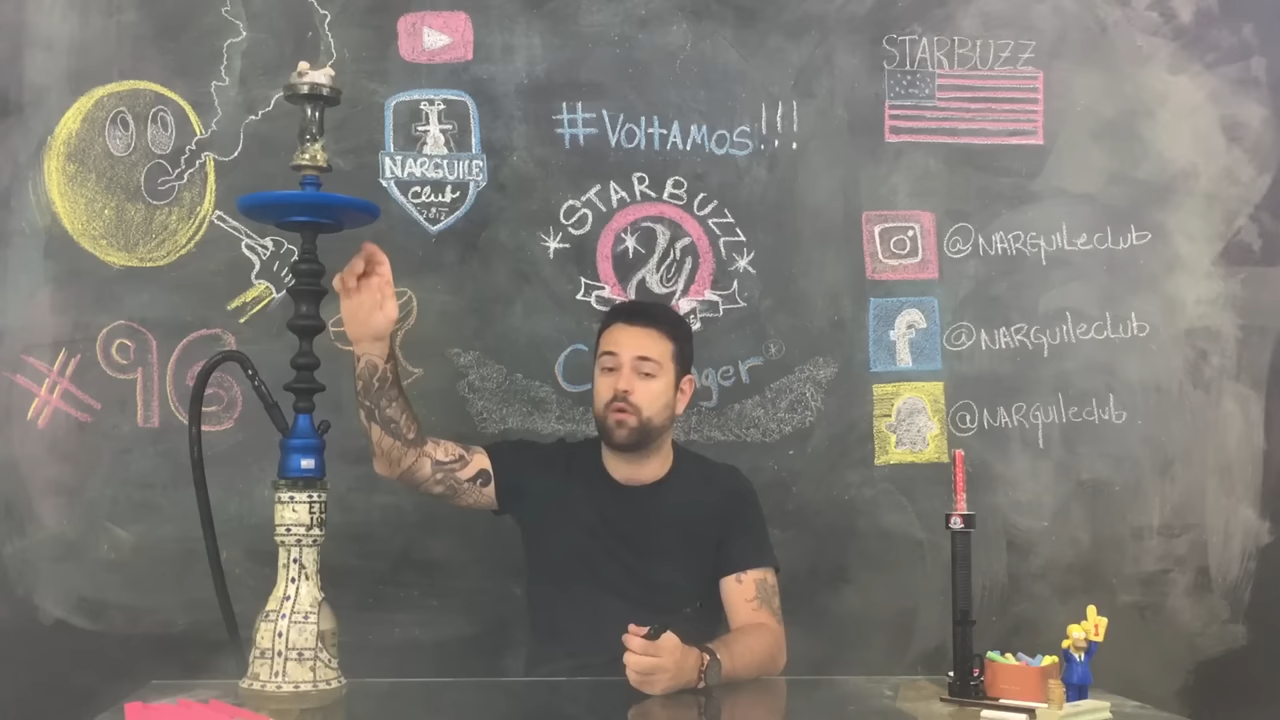 STARBUZZ
#VOLTAMOS!!!
NARGUILE
Club
2012
STARBUZZ
@NARGUILECLUB
@NARGUILECLUB
@NARGUILECLUB
#96